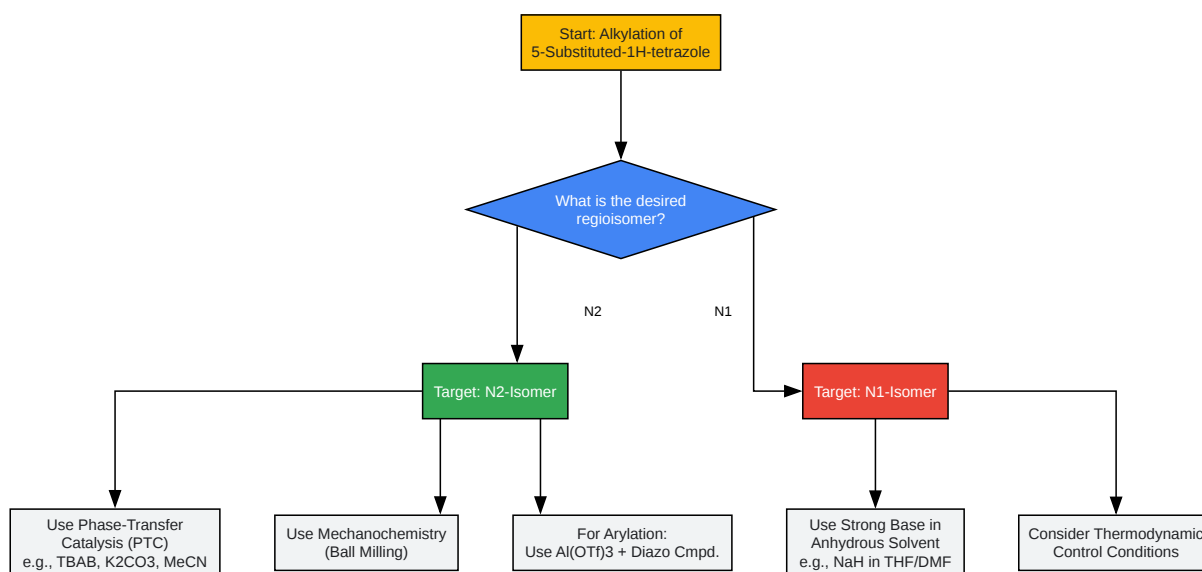 Start: Alkylation of
5-Substituted-1H-tetrazole
What is the desired
regioisomer?
N2
N1
Target: N2-Isomer
Target: N1-Isomer
Use Phase-Transfer
Catalysis (PTC)
e.g., TBAB, K2CO3, MeCN
Use Mechanochemistry
(Ball Milling)
For Arylation:
Use Al(OTf)3 + Diazo Cmpd.
Use Strong Base in
Anhydrous Solvent
e.g., NaH in THF/DMF
Consider Thermodynamic
Control Conditions